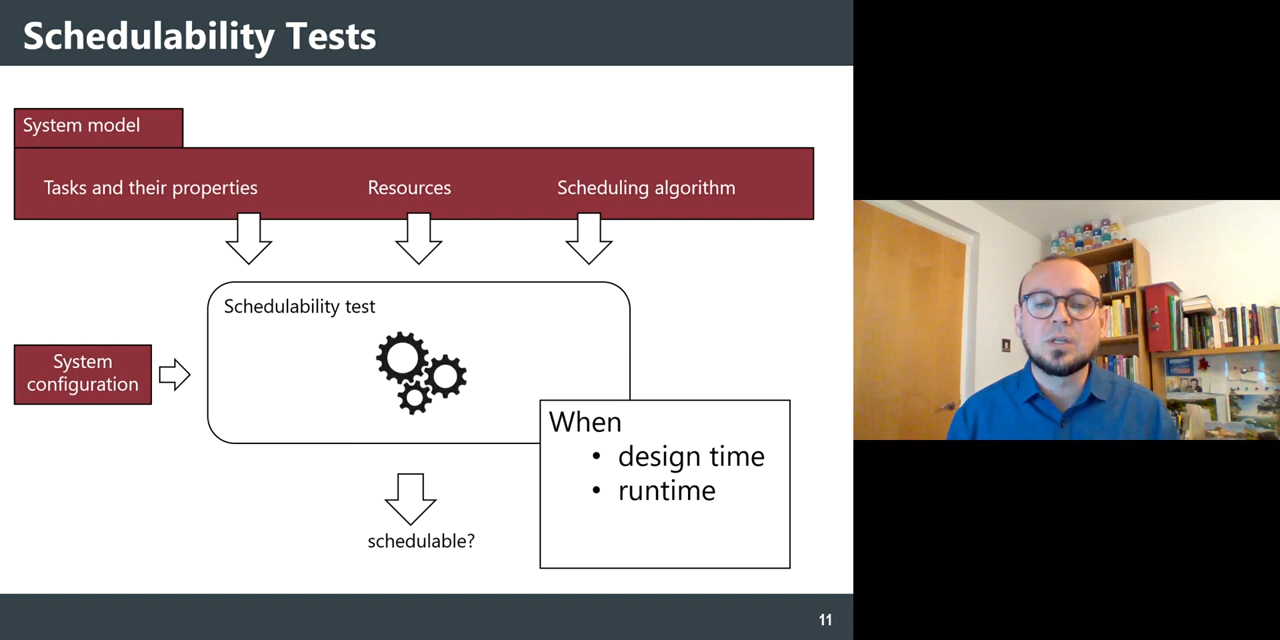 Schedulability Tests
System model
Tasks and their properties
Resources
Scheduling algorithm
Schedulability test
System
configuration
When
• design time
• runtime
schedulable?
11